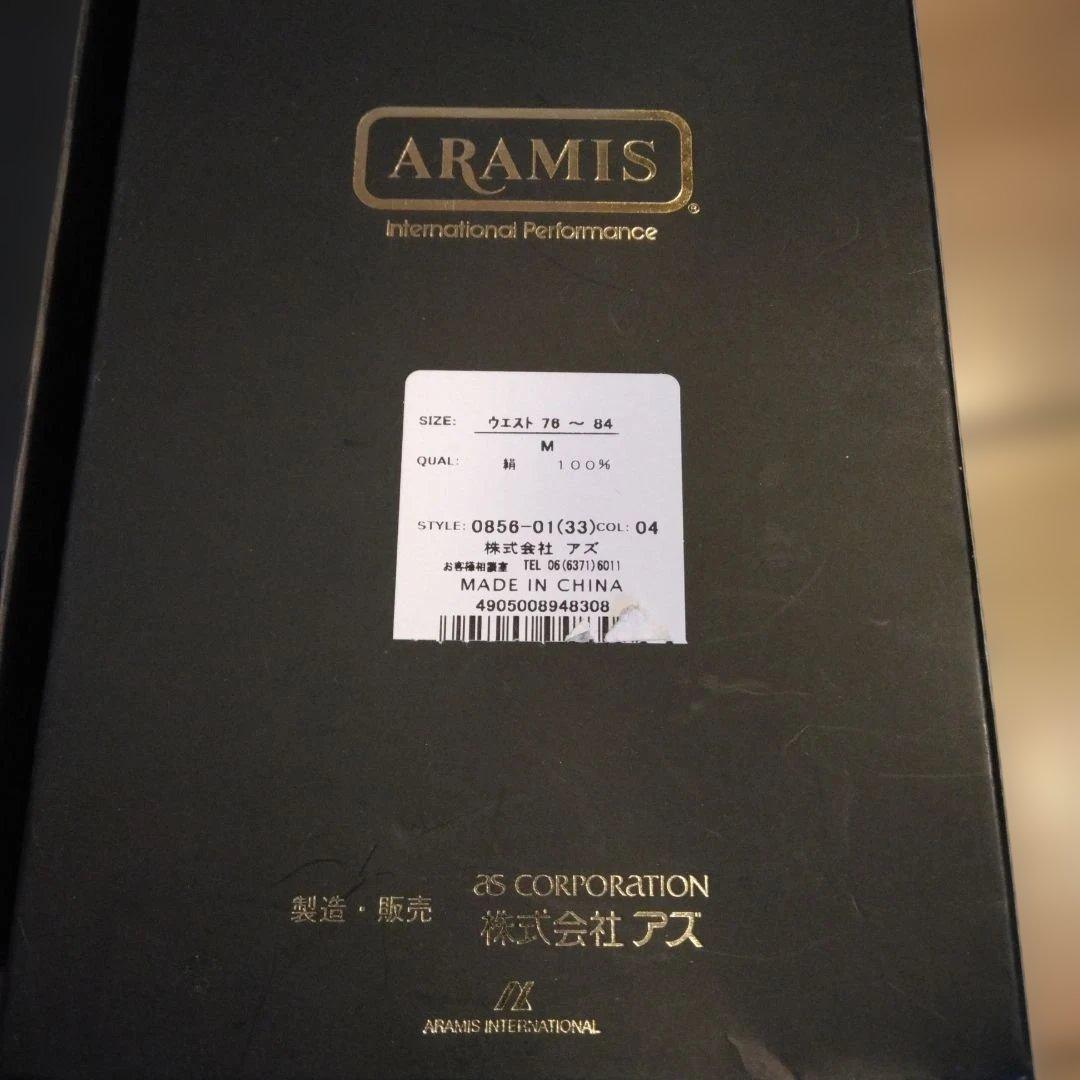 ARAMIS®
International Performance
SIZE: ウエスト 76 〜 84
M
QUAL: 絹 100%
STYLE: 0856-01(33) COL: 04
株式会社 アズ
お客様相談室 TEL 06(6371)6011
MADE IN CHINA
4905008948308
製造・販売
as CORPORATION
株式会社 アズ
ARAMIS INTERNATIONAL